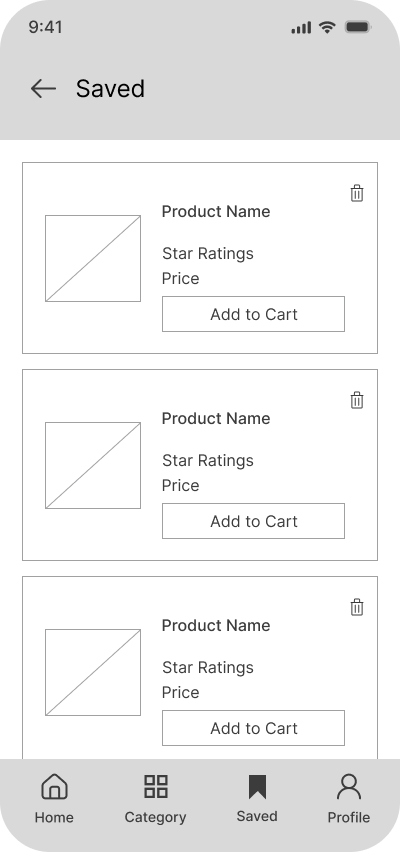 9:41
Saved
Product Name
Star Ratings
Price
Add to Cart
Product Name
Star Ratings
Price
Add to Cart
Product Name
Star Ratings
Price
Add to Cart
Home Category Saved Profile